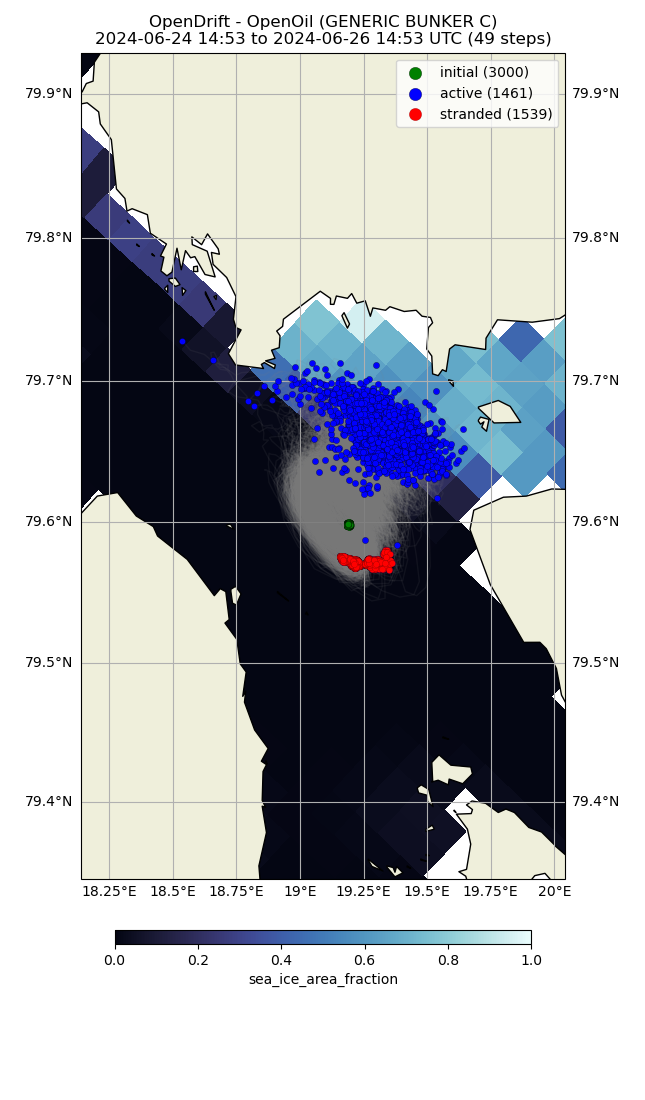 OpenDrift - OpenOil (GENERIC BUNKER C)
2024-06-24 14:53 to 2024-06-26 14:53 UTC (49 steps)
initial (3000)
active (1461)
stranded (1539)
79.9°N 79.9°N
79.8°N 79.8°N
79.7°N 79.7°N
79.6°N 79.6°N
79.5°N 79.5°N
79.4°N 79.4°N
18.25°E 18.5°E 18.75°E 19°E 19.25°E 19.5°E 19.75°E 20°E
0.0 0.2 0.4 0.6 0.8 1.0
sea_ice_area_fraction